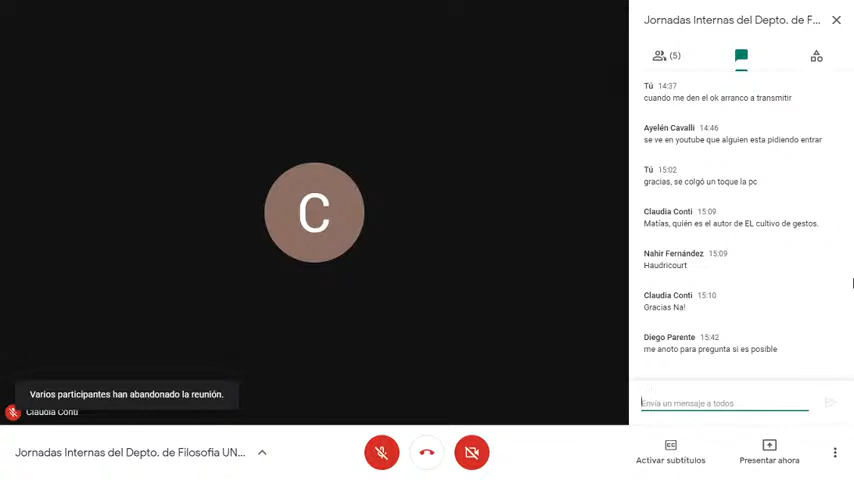 Jornadas Internas del Depto. de F...
(5)
Tú 14:37
cuando me den el ok arranco a transmitir
Ayelén Cavalli 14:46
se ve en youtube que alguien esta pidiendo entrar
Tú 15:02
gracias, se colgó un toque la pc
Claudia Conti 15:09
Matías, quién es el autor de EL cultivo de gestos.
Nahir Fernández 15:09
Haudricourt
Claudia Conti 15:10
Gracias Na!
Diego Parente 15:42
me anoto para pregunta si es posible
C
Varios participantes han abandonado la reunión.
Claudia Conti
Envía un mensaje a todos
Jornadas Internas del Depto. de Filosofia UN...
Activar subtítulos
Presentar ahora